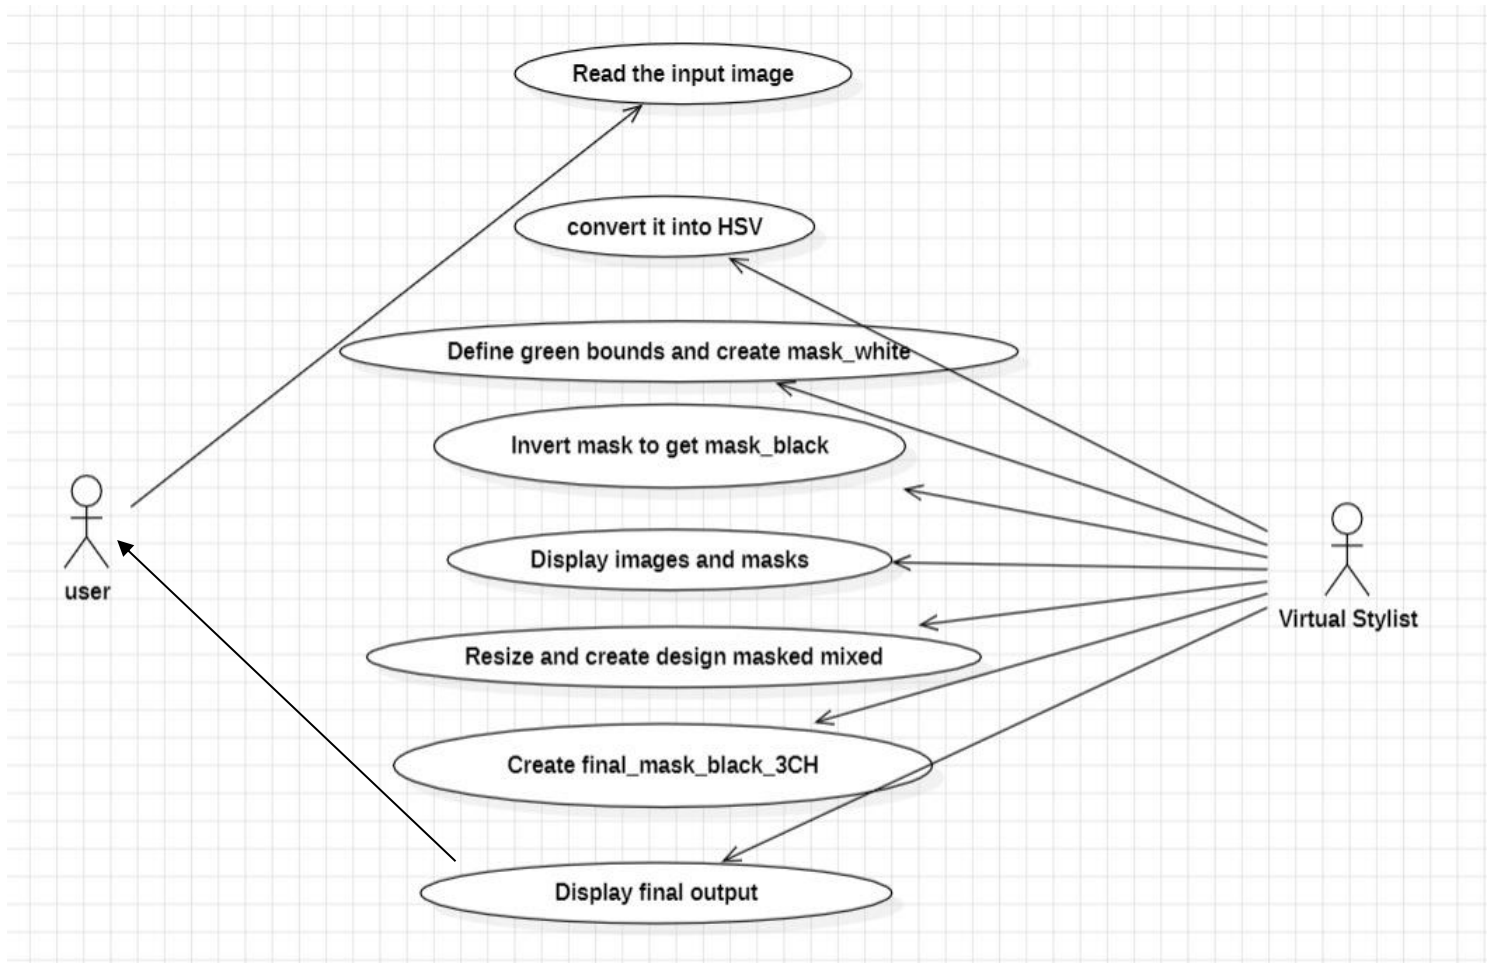 Read the input image
convert it into HSV
Define green bounds and create mask_white
Invert mask to get mask_black
Display images and masks
user
Virtual Stylist
Resize and create design masked mixed
Create final_mask_black_3CH
Display final output